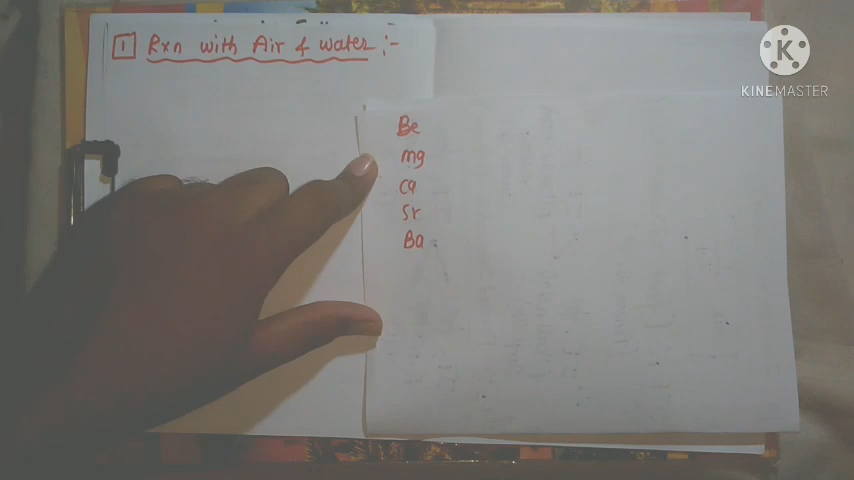 1 Rxn with Air & water :-
Be
Mg
Ca
Sr
Ba
K
KINEMASTER